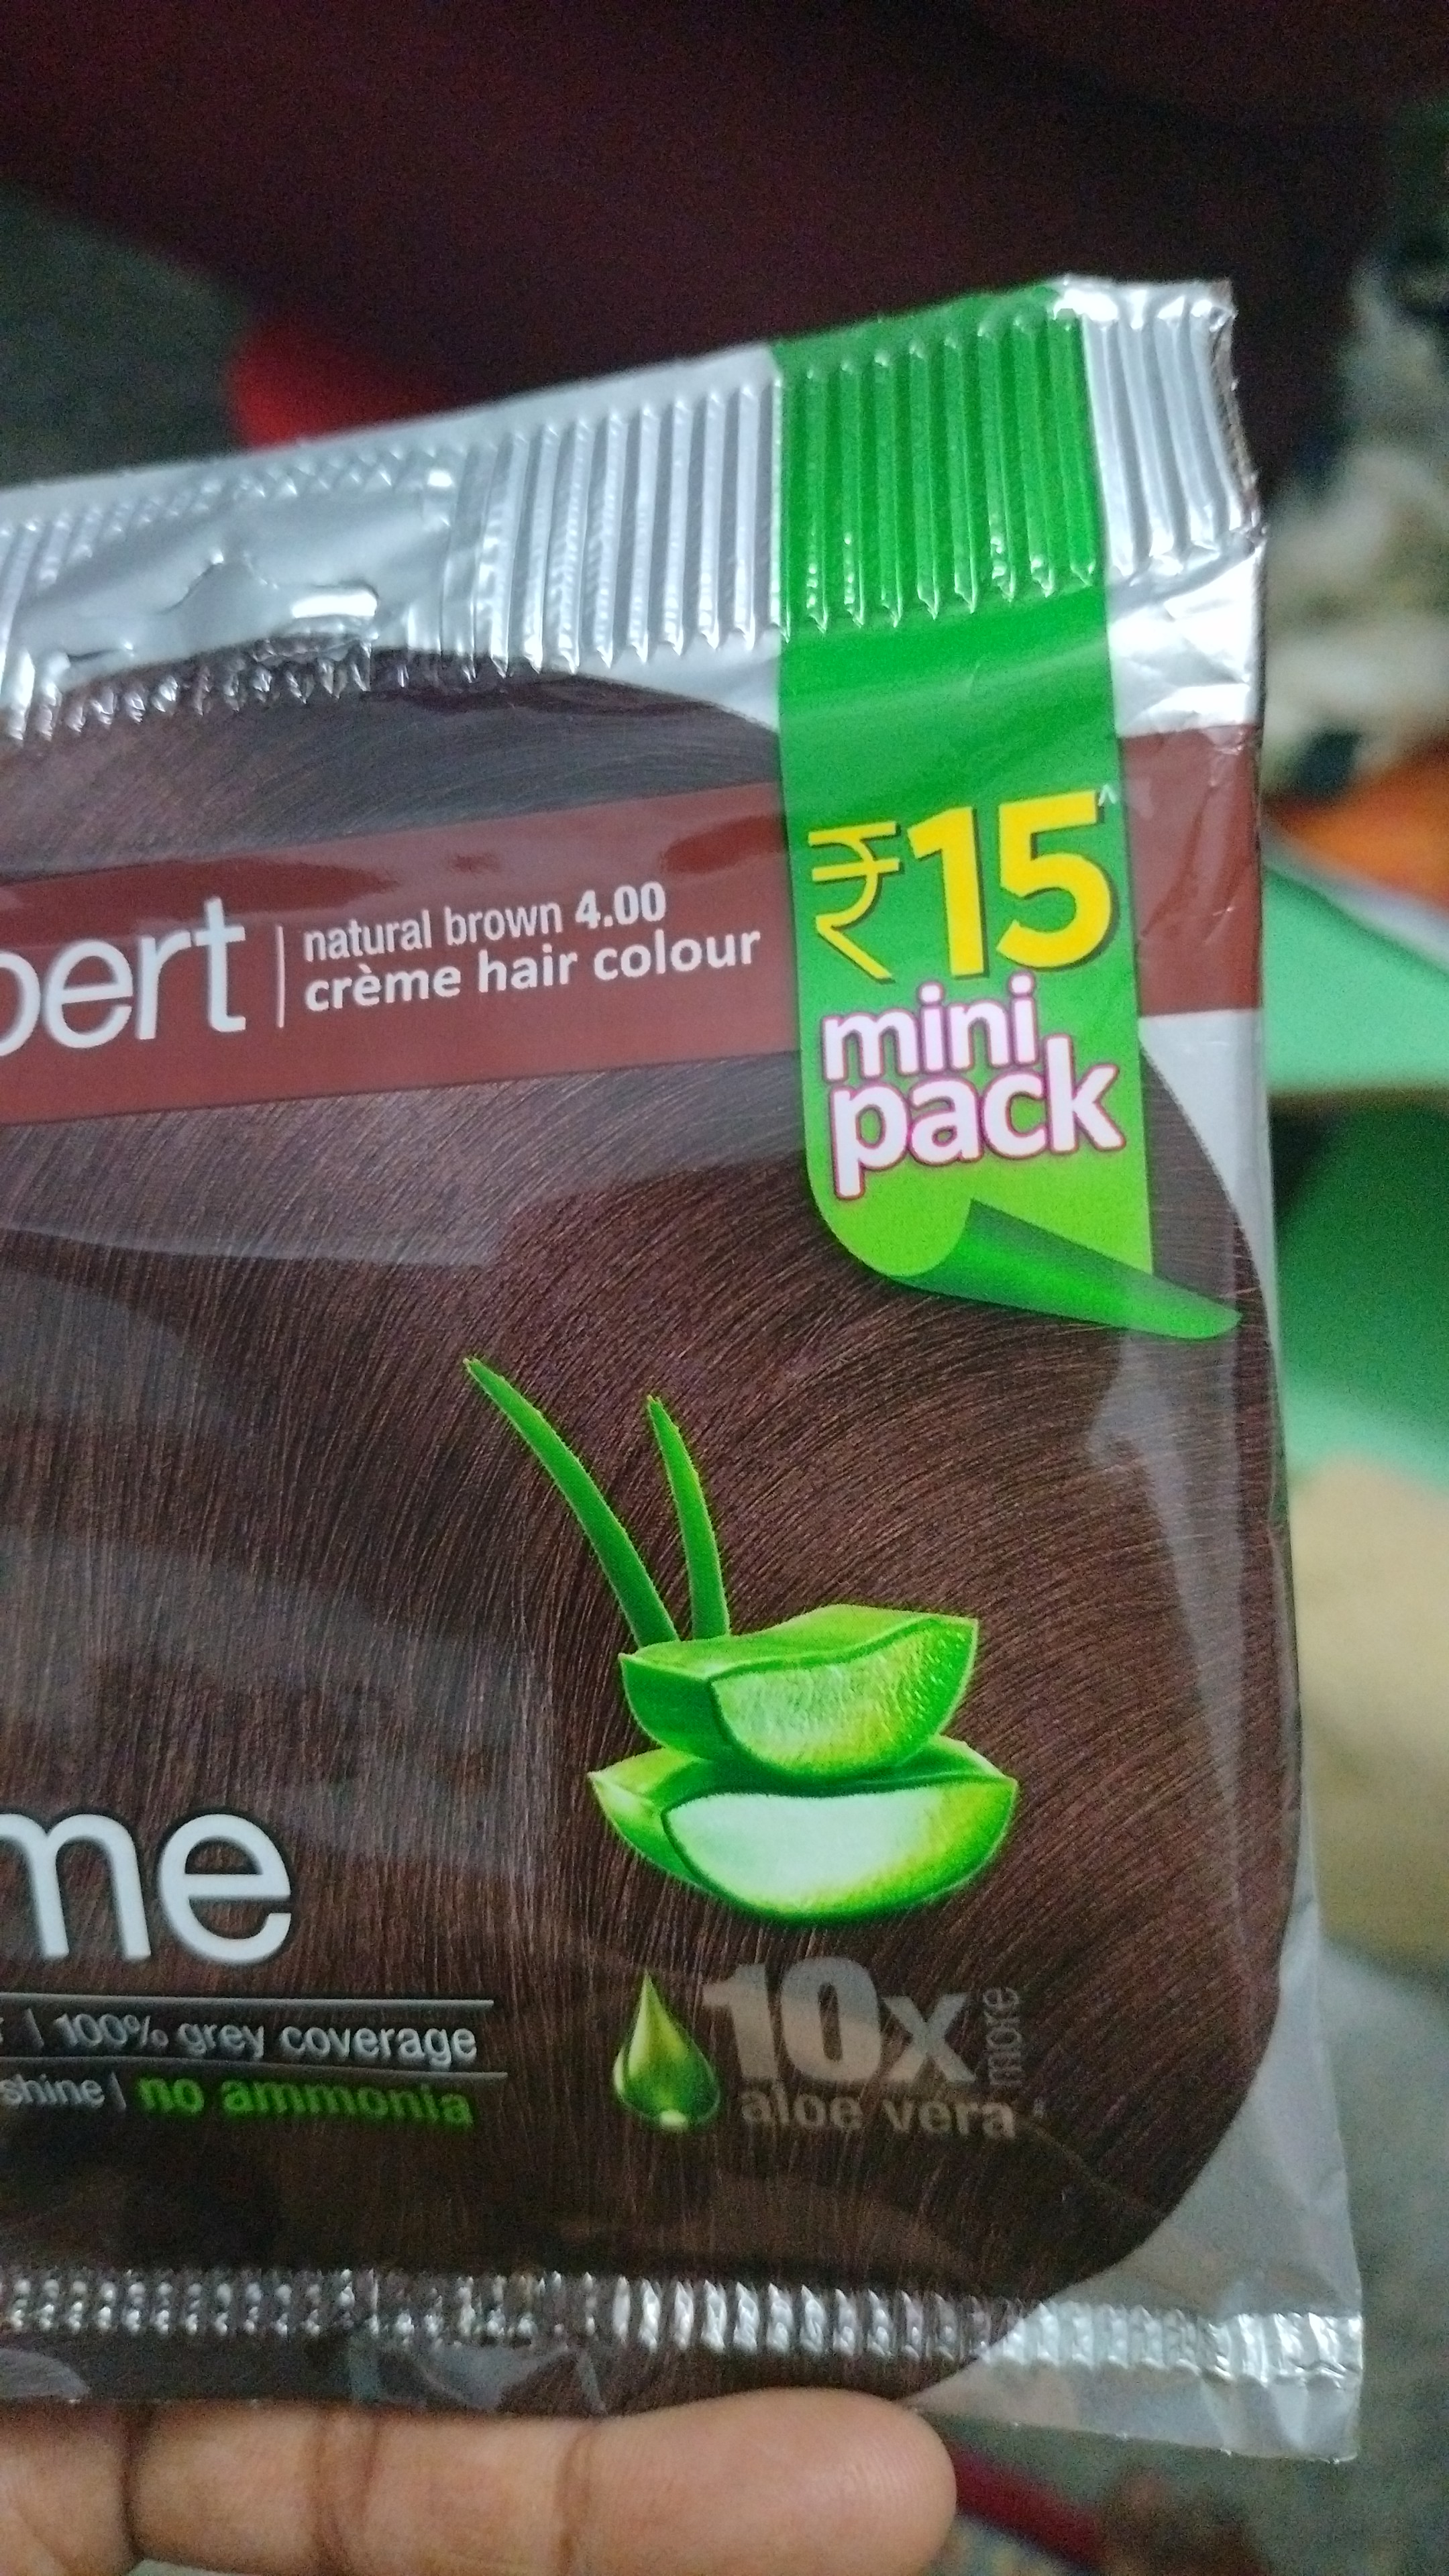 pert
natural brown 4.00
crème hair colour
₹15^
mini
pack
me
r | 100% grey coverage
shine | no ammonia
10x
more
aloe vera